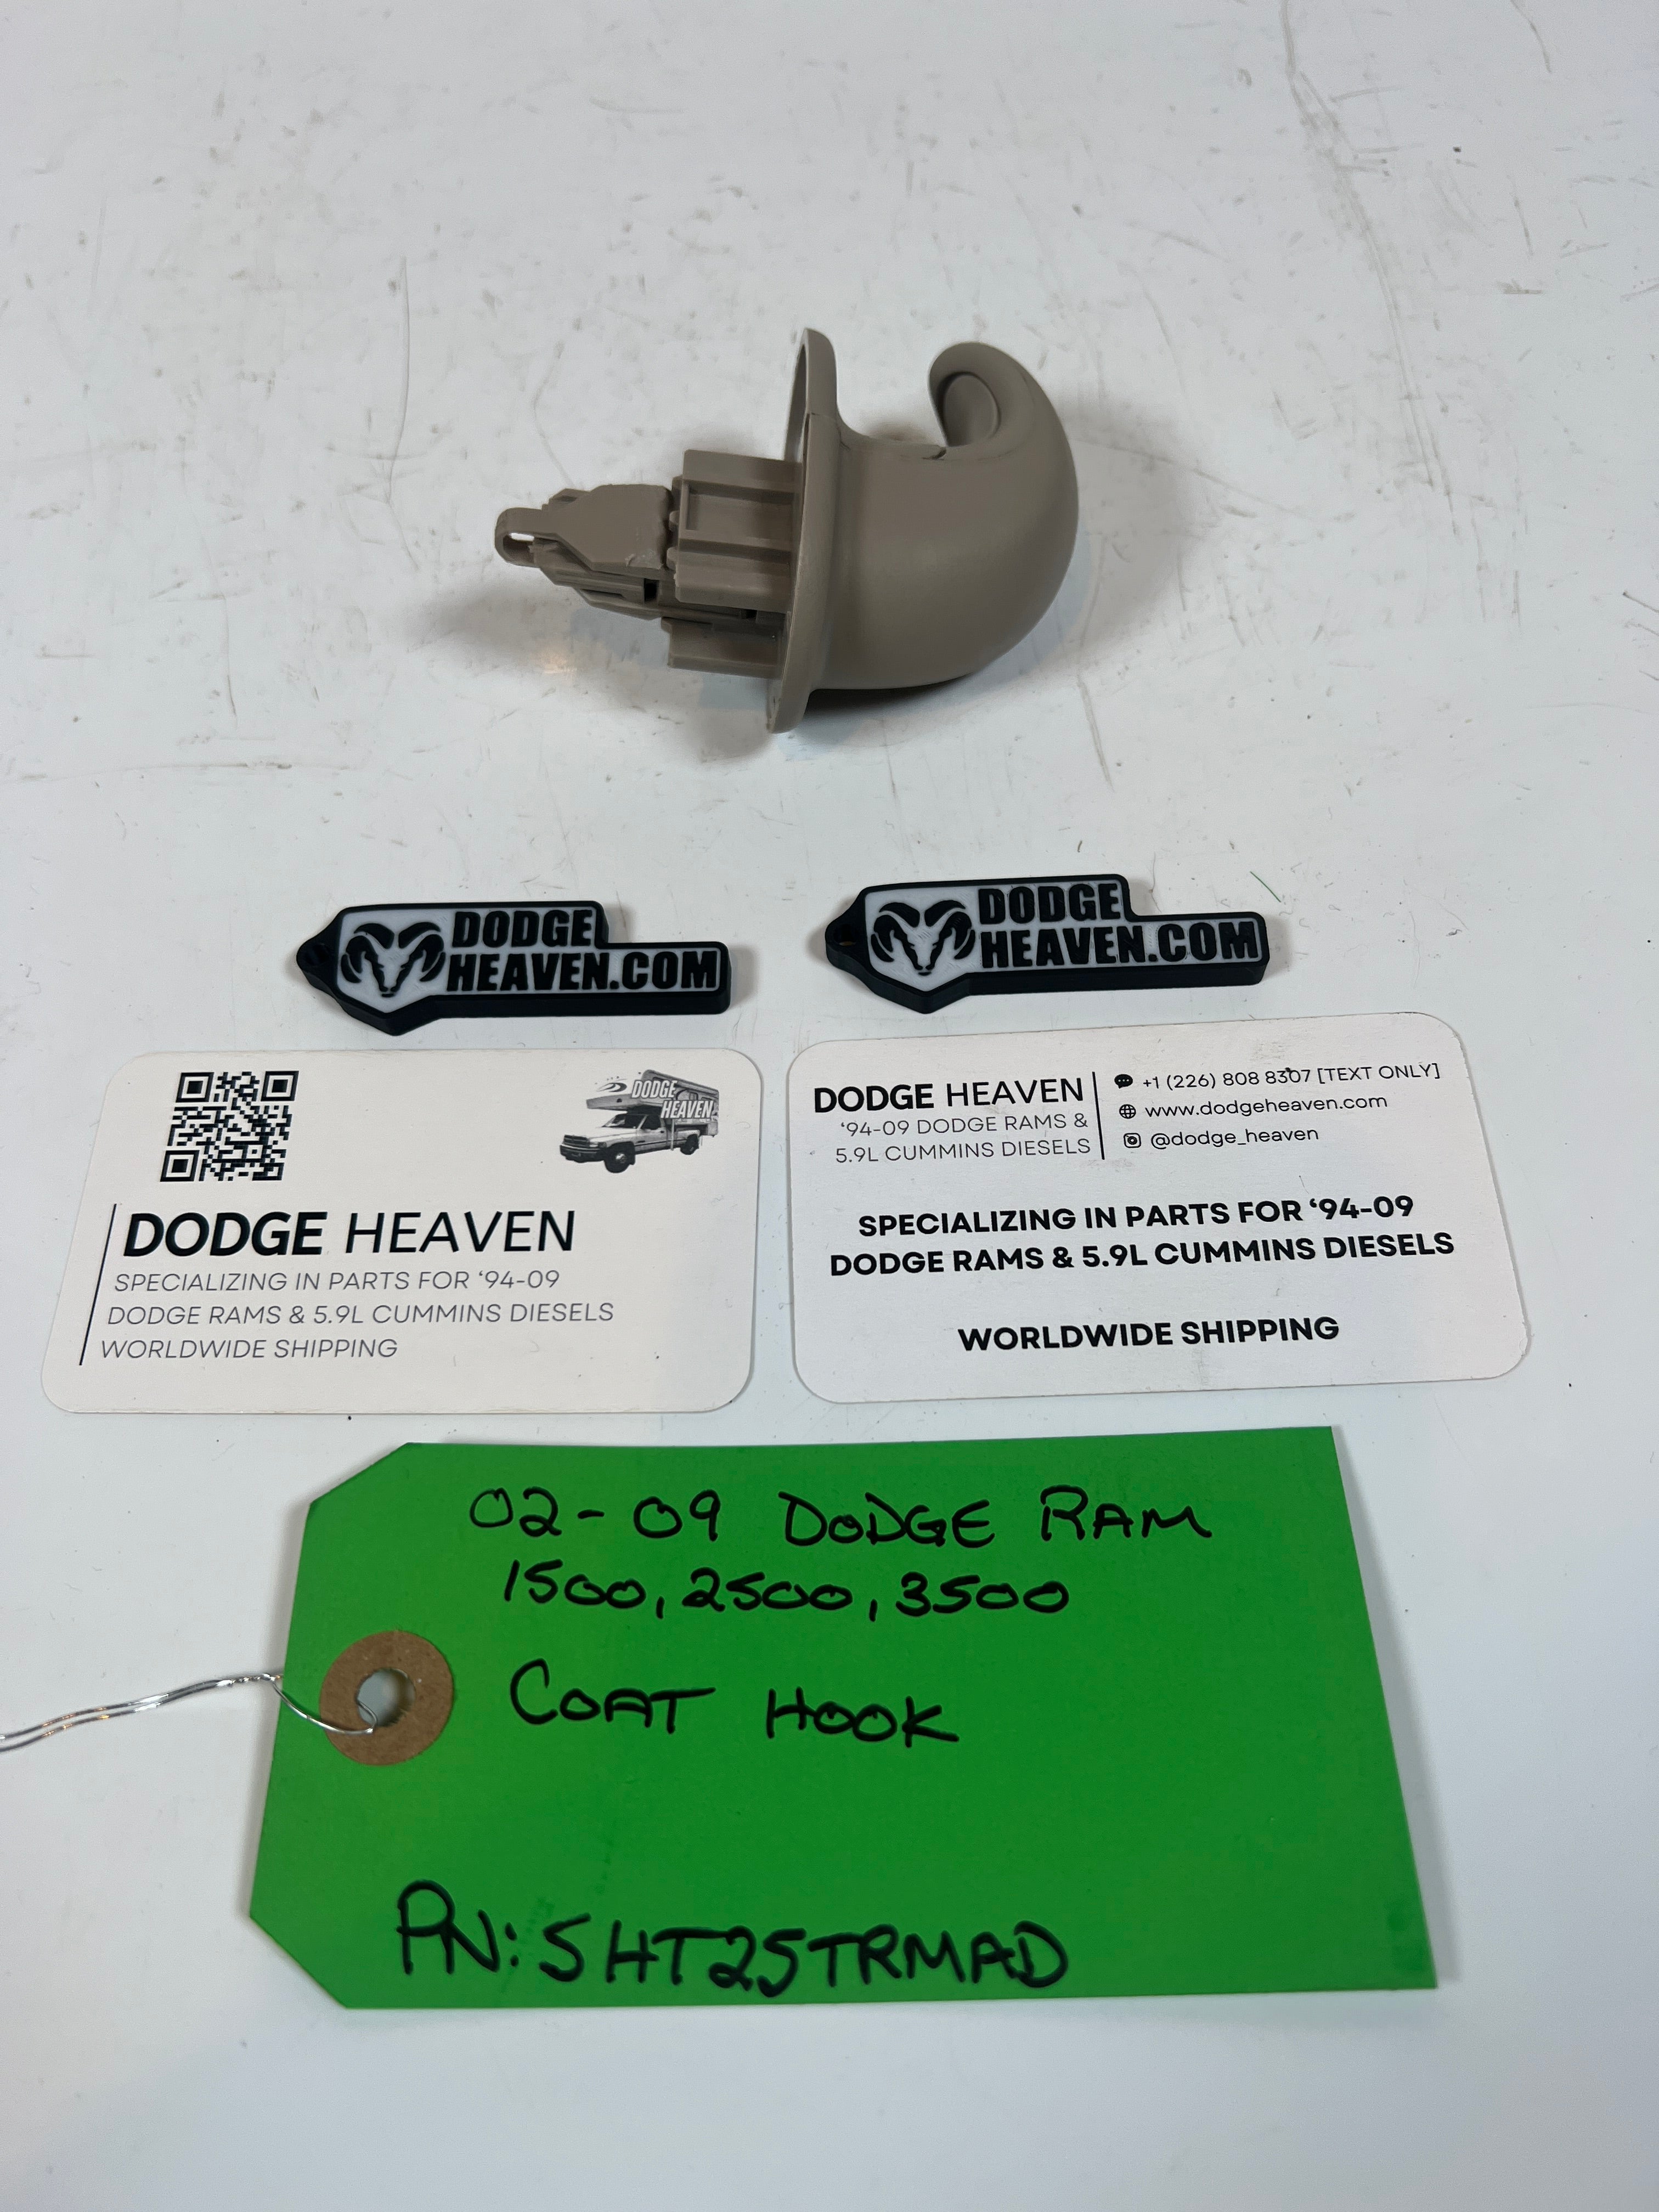 DODGE
HEAVEN.COM
DODGE
HEAVEN.COM
DODGE
HEAVEN
DODGE HEAVEN
SPECIALIZING IN PARTS FOR ‘94-09
DODGE RAMS & 5.9L CUMMINS DIESELS
WORLDWIDE SHIPPING
DODGE HEAVEN
‘94-09 DODGE RAMS &
5.9L CUMMINS DIESELS
+1 (226) 808 8307 [TEXT ONLY]
www.dodgeheaven.com
@dodge_heaven
SPECIALIZING IN PARTS FOR ‘94-09
DODGE RAMS & 5.9L CUMMINS DIESELS
WORLDWIDE SHIPPING
02-09 DODGE RAM
1500, 2500, 3500
COAT HOOK
PN: 5HT25TRMAD